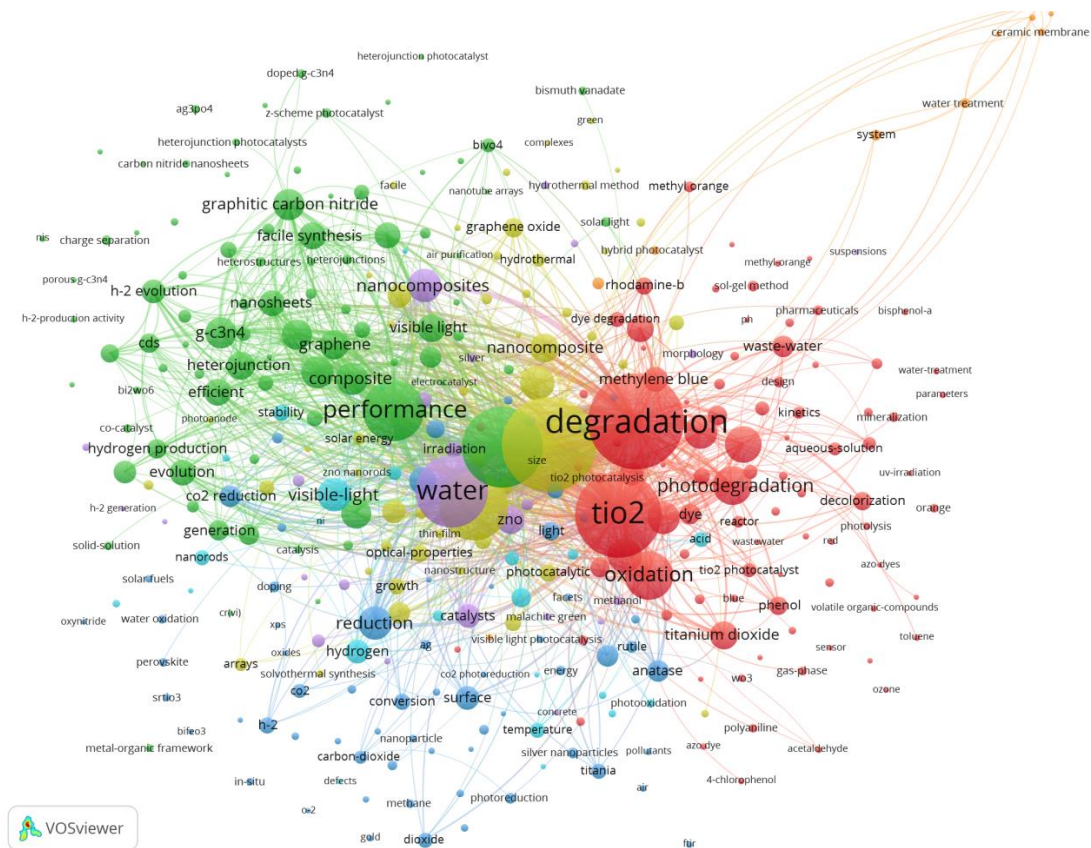 heterojunction photocatalyst
ceramic membrane
doped g-c3n4
bismuth vanadate
ag3po4
z-scheme photocatalyst
green
water treatment
heterojunction photocatalysts
bivo4
complexes
system
carbon nitride nanosheets
facile
nanotube arrays
hydrothermal method
methyl orange
graphitic carbon nitride
solar light
graphene oxide
facile synthesis
nis
charge separation
air purification
hybrid photocatalyst
suspensions
heterostructures
heterojunctions
hydrothermal
methyl-orange
porous g-c3n4
h-2 evolution
nanocomposites
rhodamine-b
sol-gel method
nanosheets
pharmaceuticals
bisphenol-a
h-2-production activity
g-c3n4
visible light
dye degradation
ph
cds
graphene
nanocomposite
waste-water
silver
morphology
heterojunction
composite
electrocatalyst
methylene blue
design
water-treatment
bi2wo6
efficient
parameters
stability
performance
degradation
kinetics
photoanode
mineralization
co-catalyst
solar energy
hydrogen production
irradiation
aqueous-solution
size
evolution
zno nanorods
tio2 photocatalysis
uv-irradiation
co2 reduction
visible-light
water
photodegradation
decolorization
h-2 generation
orange
ni
zno
tio2
dye
generation
thin-film
light
reactor
photolysis
solid-solution
catalysis
optical-properties
acid
wastewater
red
nanorods
nanostructure
photocatalytic
oxidation
tio2 photocatalyst
azo dyes
solar fuels
doping
growth
facets
methanol
blue
phenol
volatile organic-compounds
oxynitride
water oxidation
cr(vi)
xps
reduction
catalysts
malachite green
titanium dioxide
toluene
ag
visible light photocatalysis
rutile
sensor
perovskite
arrays
oxides
hydrogen
solvothermal synthesis
co2 photoreduction
energy
anatase
gas-phase
wo3
ozone
srtio3
co2
conversion
surface
photooxidation
h-2
concrete
temperature
polyaniline
bifeo3
nanoparticle
metal-organic framework
carbon-dioxide
silver nanoparticles
pollutants
azo dye
acetaldehyde
titania
in-situ
defects
methane
photoreduction
air
4-chlorophenol
o-2
gold
dioxide
ftir
VOSviewer